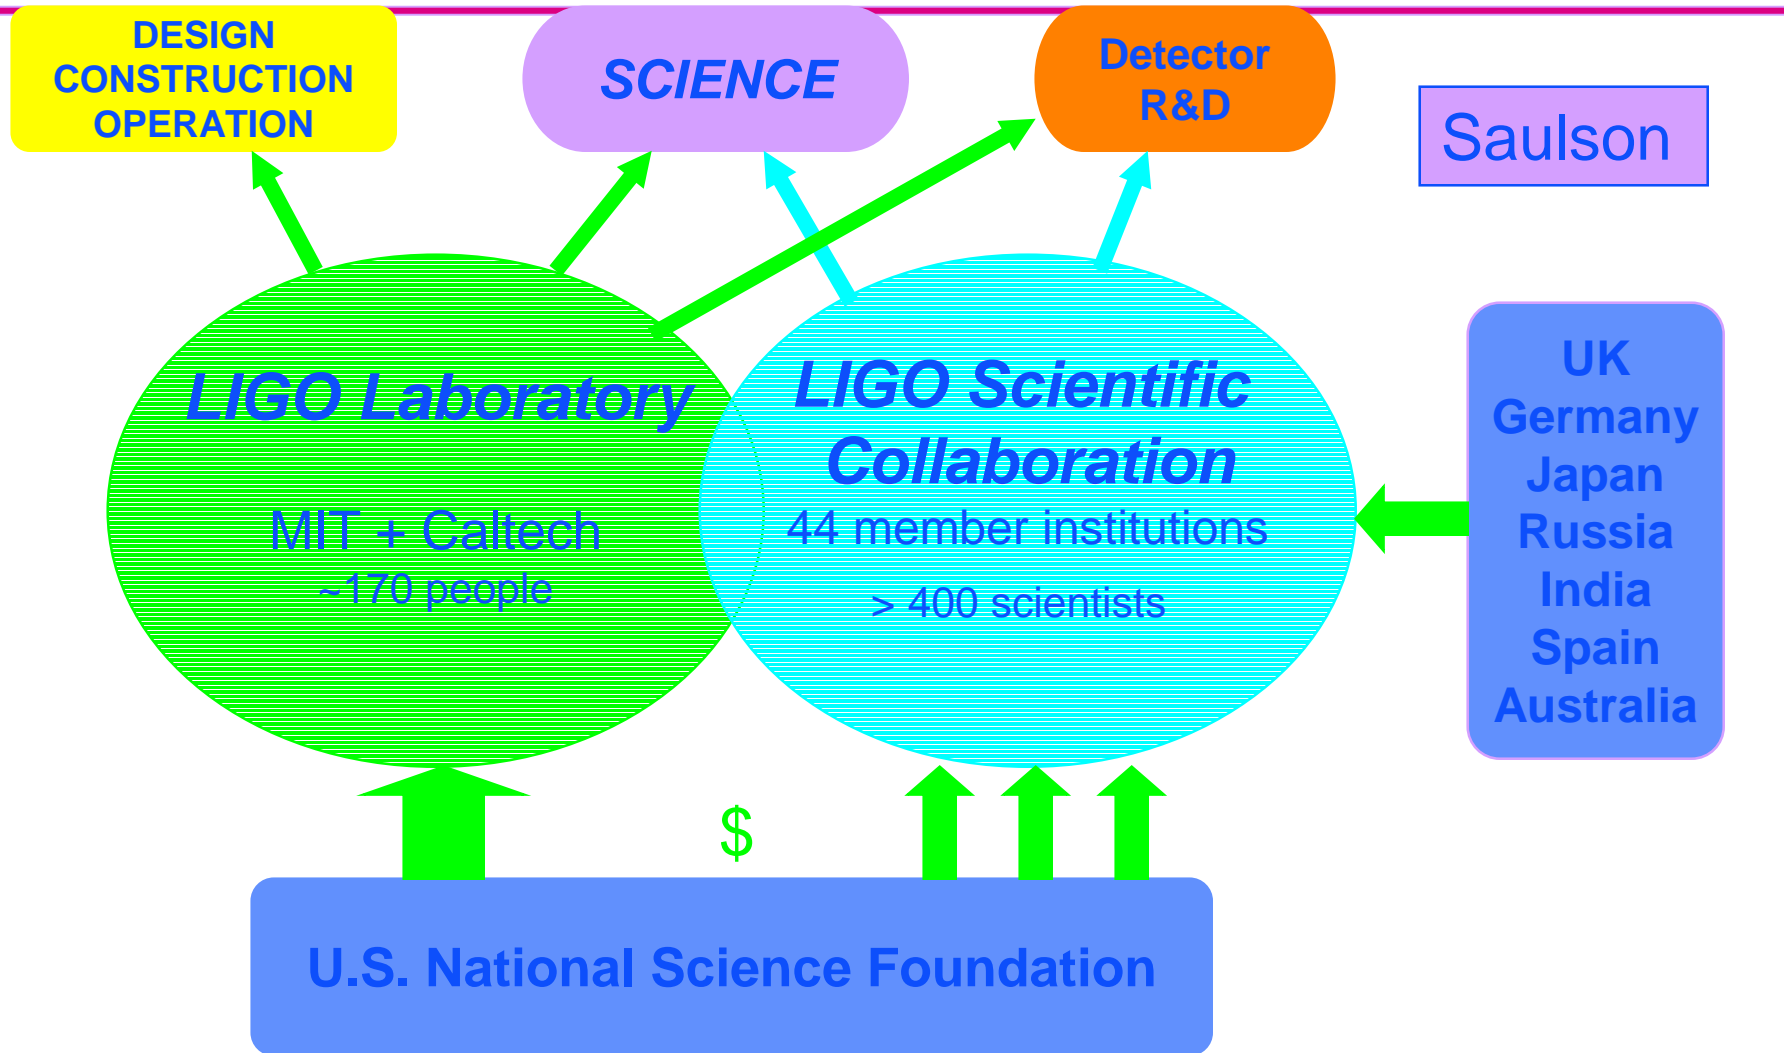 DESIGN
CONSTRUCTION
OPERATION
SCIENCE
Detector
R&D
Saulson
LIGO Laboratory
MIT + Caltech
~170 people
LIGO Scientific
Collaboration
44 member institutions
> 400 scientists
UK
Germany
Japan
Russia
India
Spain
Australia
$
U.S. National Science Foundation